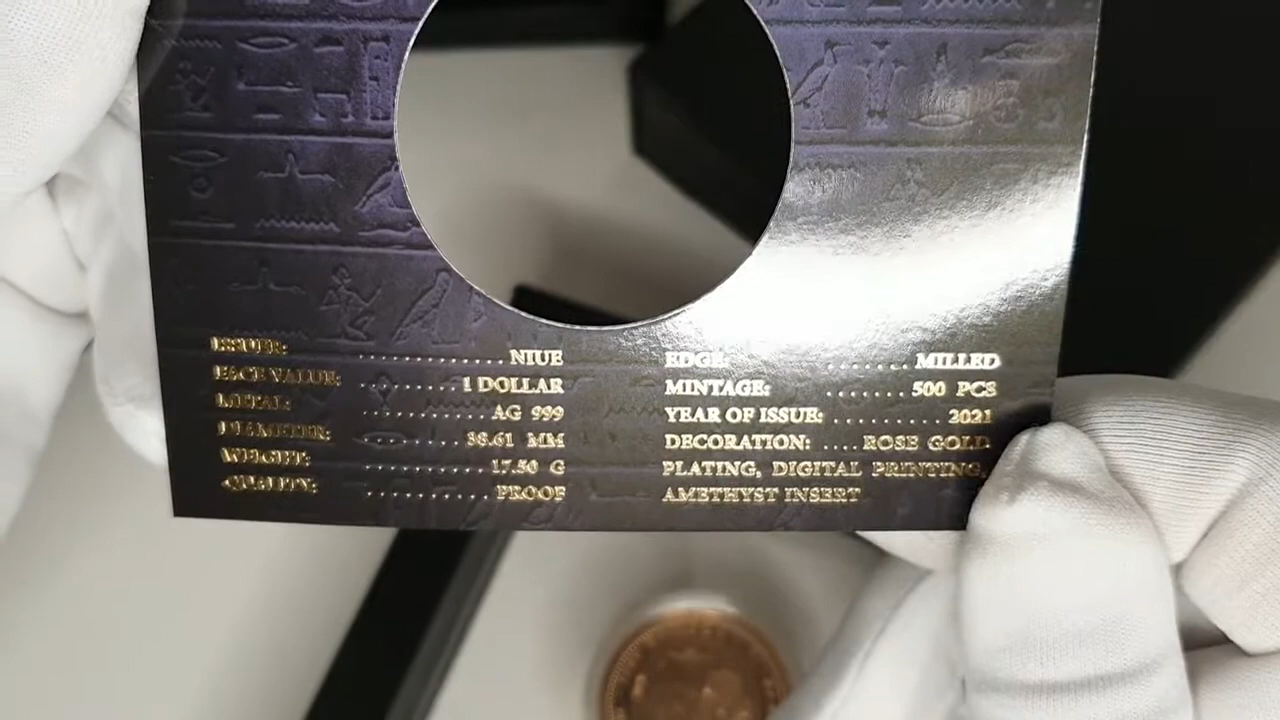 ISSUER: ............ NIUE
FACE VALUE: ......... 1 DOLLAR
METAL: ............ AG 999
DIAMETER: ......... 38.61 MM
WEIGHT: ............ 17.50 G
QUALITY: ............ PROOF
EDGE: ........ MILLED
MINTAGE: ....... 500 PCS
YEAR OF ISSUE: ......... 2021
DECORATION: .... ROSE GOLD
PLATING, DIGITAL PRINTING,
AMETHYST INSERT